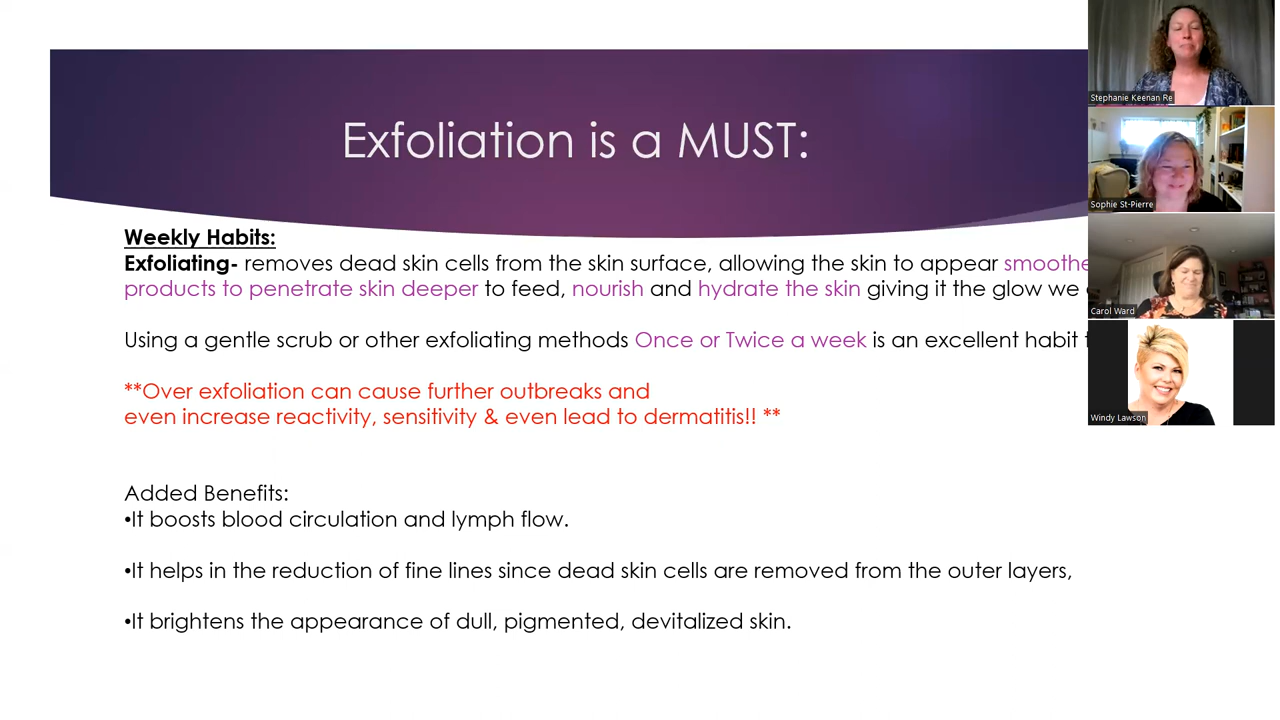 Exfoliation is a MUST:
Weekly Habits:
Exfoliating- removes dead skin cells from the skin surface, allowing the skin to appear
products to penetrate skin deeper to feed, nourish and hydrate the skin giving it the glow we
Using a gentle scrub or other exfoliating methods Once or Twice a week is an excellent habit
**Over exfoliation can cause further outbreaks and
even increase reactivity, sensitivity & even lead to dermatitis!! **
Added Benefits:
•It boosts blood circulation and lymph flow.
•It helps in the reduction of fine lines since dead skin cells are removed from the outer layers,
•It brightens the appearance of dull, pigmented, devitalized skin.
Stephanie Keenan Re
Sophie St-Pierre
Carol Ward
Windy Lawson